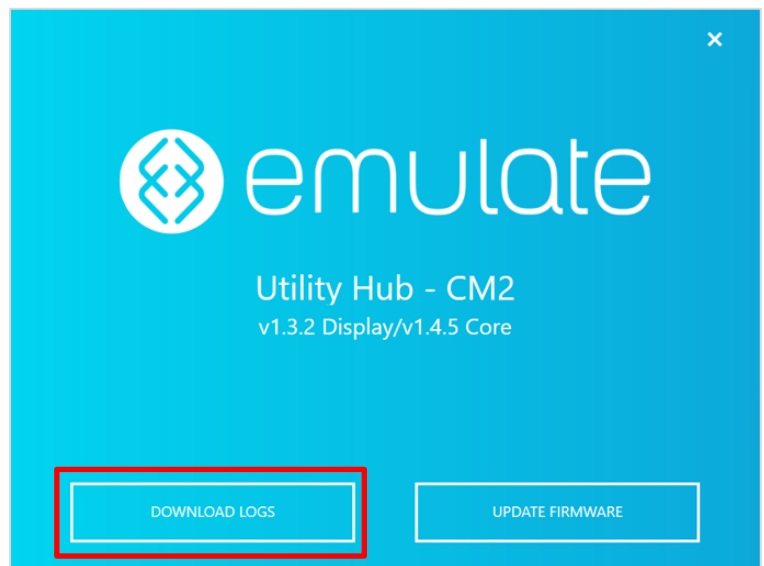 ×
emulate
Utility Hub - CM2
v1.3.2 Display/v1.4.5 Core
DOWNLOAD LOGS
UPDATE FIRMWARE